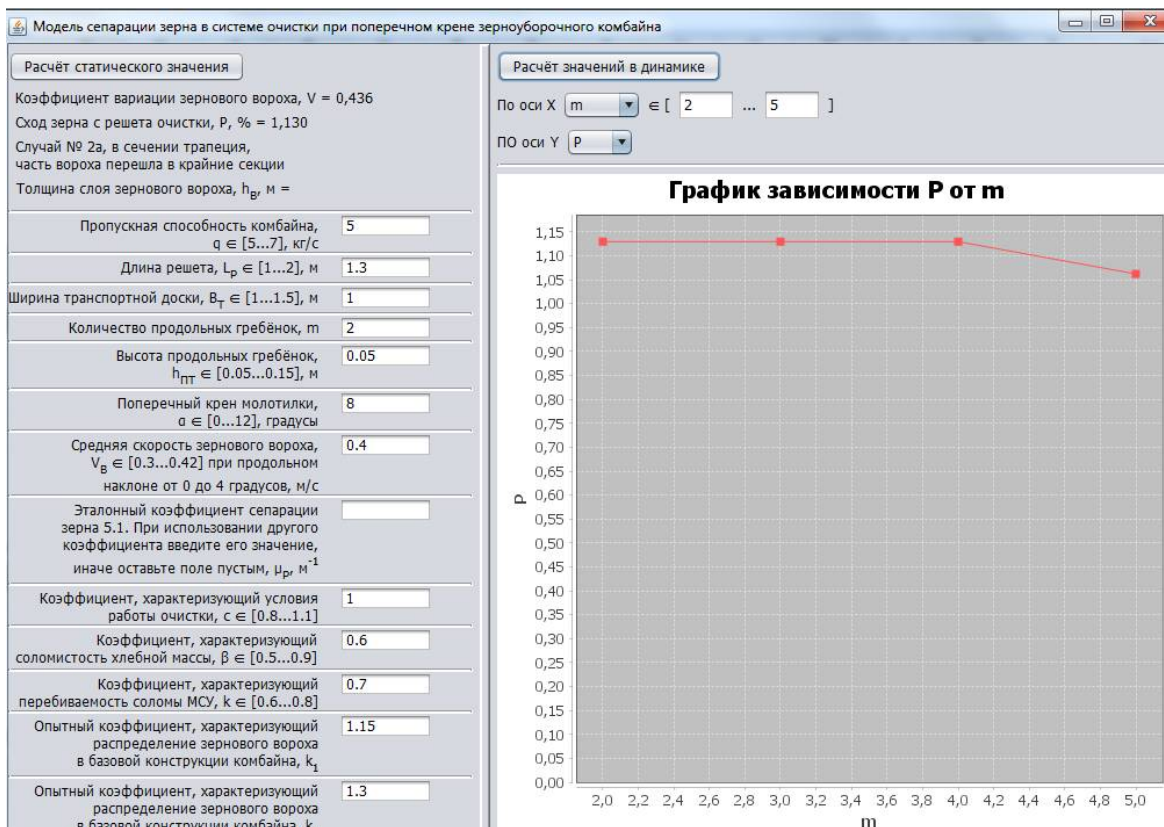 Модель сепарации зерна в системе очистки при поперечном крене зерноуборочного комбайна
Расчёт статического значения
Коэффициент вариации зернового вороха, V = 0,436
Сход зерна с решета очистки, P, % = 1,130
Случай № 2а, в сечении трапеция,
часть вороха перешла в крайние секции
Толщина слоя зернового вороха, h_В, м =
Пропускная способность комбайна,
q ∈ [5...7], кг/с
5
Длина решета, L_р ∈ [1...2], м
1.3
Ширина транспортной доски, B_Т ∈ [1...1.5], м
1
Количество продольных гребёнок, m
2
Высота продольных гребёнок,
h_ПТ ∈ [0.05...0.15], м
0.05
Поперечный крен молотилки,
α ∈ [0...12], градусы
8
Средняя скорость зернового вороха,
V_В ∈ [0.3...0.42] при продольном
наклоне от 0 до 4 градусов, м/с
0.4
Эталонный коэффициент сепарации
зерна 5.1. При использовании другого
коэффициента введите его значение,
иначе оставьте поле пустым, μ_р, м⁻¹
Коэффициент, характеризующий условия
работы очистки, c ∈ [0.8...1.1]
1
Коэффициент, характеризующий
соломистость хлебной массы, β ∈ [0.5...0.9]
0.6
Коэффициент, характеризующий
перебиваемость соломы МСУ, k ∈ [0.6...0.8]
0.7
Опытный коэффициент, характеризующий
распределение зернового вороха
в базовой конструкции комбайна, k₁
1.15
Опытный коэффициент, характеризующий
распределение зернового вороха
в базовой конструкции комбайна, k
1.3
Расчёт значений в динамике
По оси X m ∈ [ 2 ... 5 ]
ПО оси Y P
График зависимости P от m
1,15
1,10
1,05
1,00
0,95
0,90
0,85
0,80
0,75
0,70
0,65
0,60
0,55
0,50
0,45
0,40
0,35
0,30
0,25
0,20
0,15
0,10
0,05
0,00
P
2,0 2,2 2,4 2,6 2,8 3,0 3,2 3,4 3,6 3,8 4,0 4,2 4,4 4,6 4,8 5,0
m